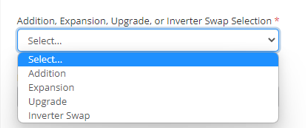 Addition, Expansion, Upgrade, or Inverter Swap Selection *
Select...
Select...
Addition
Expansion
Upgrade
Inverter Swap